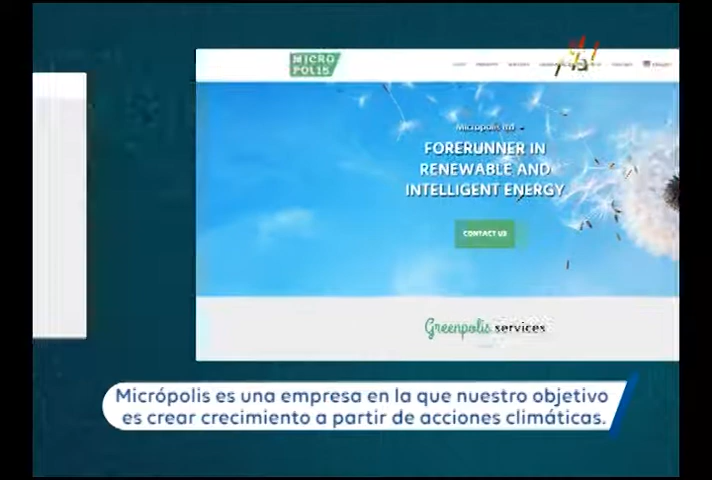 MICRO
POLIS
Micropolis ltd
FORERUNNER IN
RENEWABLE AND
INTELLIGENT ENERGY
CONTACT US
Greenpolis services
Micrópolis es una empresa en la que nuestro objetivo
es crear crecimiento a partir de acciones climáticas.